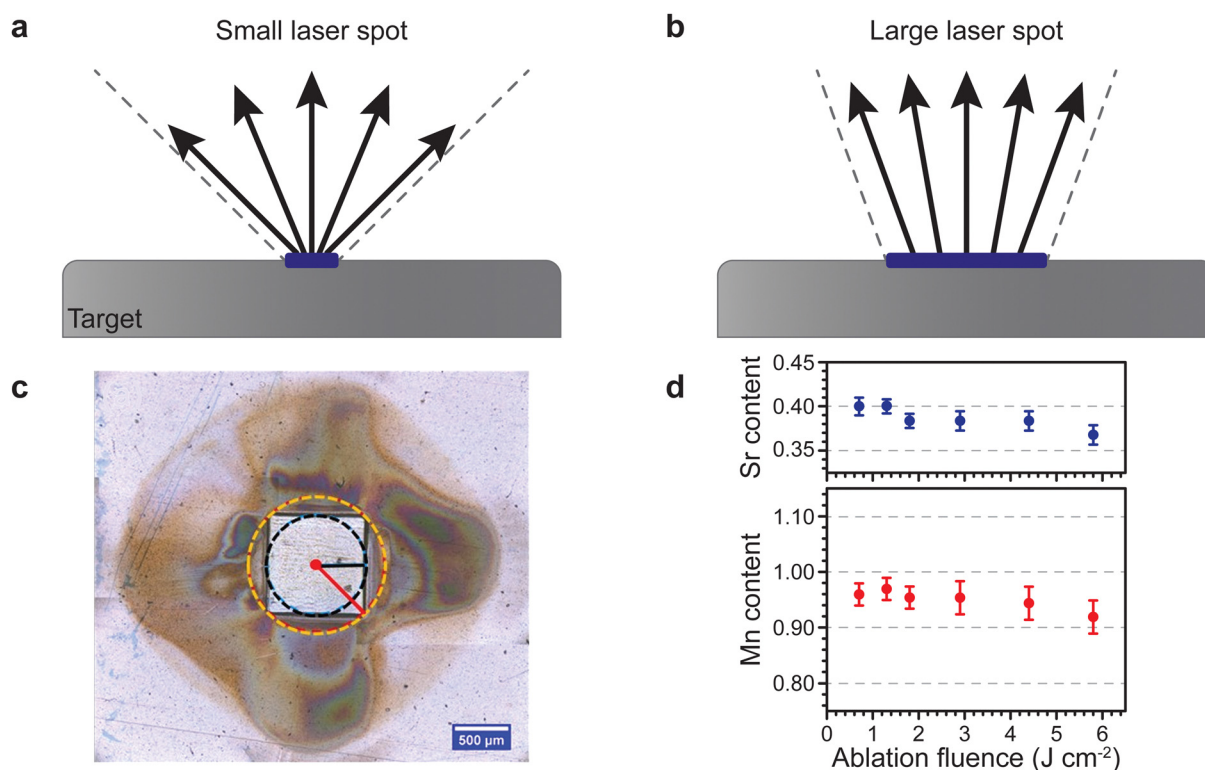 a
Small laser spot
Target
b
Large laser spot
c
500 µm
d
Sr content
0.45
0.40
0.35
Mn content
1.10
1.00
0.90
0.80
0 1 2 3 4 5 6
Ablation fluence (J cm-2)